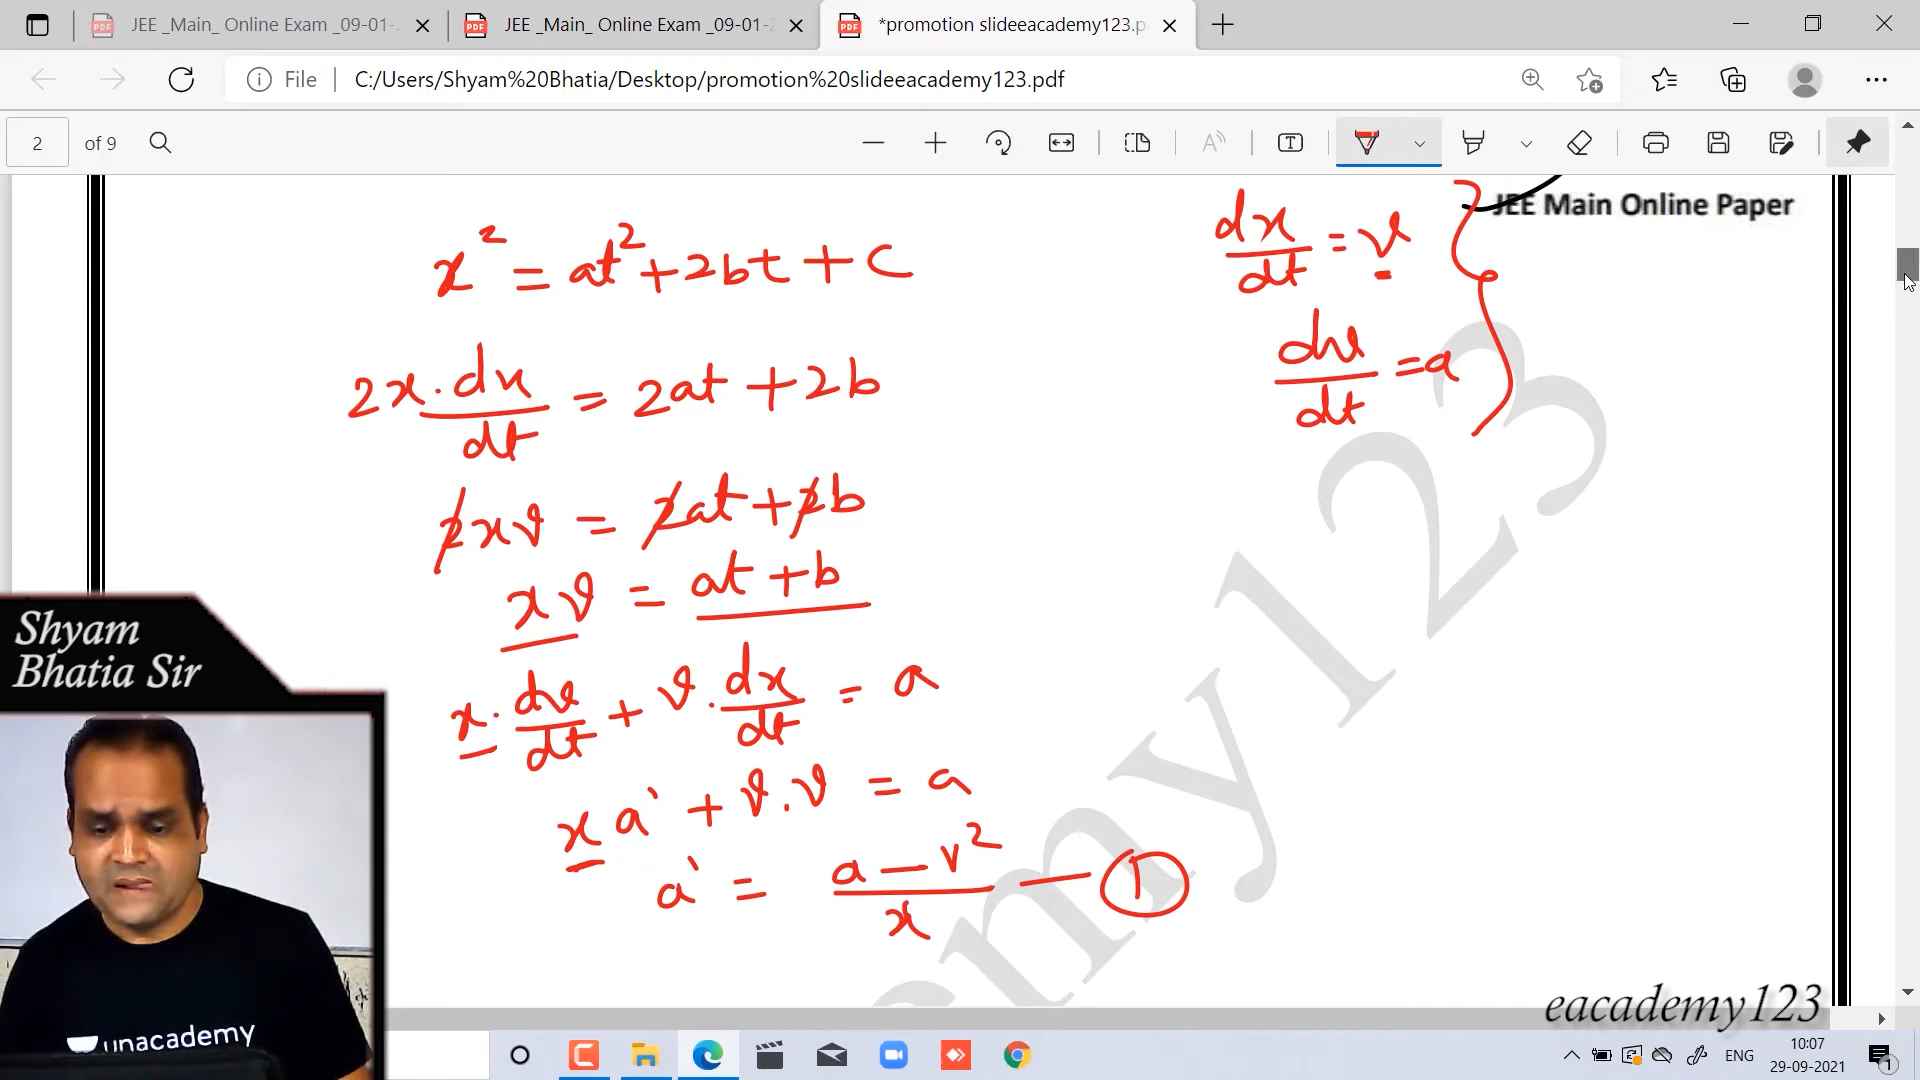 JEE _Main_ Online Exam _09-01-
JEE _Main_ Online Exam _09-01-2
*promotion slideeacademy123.p
File
C:/Users/Shyam%20Bhatia/Desktop/promotion%20slideeacademy123.pdf
2 of 9
JEE Main Online Paper
x² = at² + 2bt + c
dx/dt = v
dv/dt = a
2x . dx/dt = 2at + 2b
2xv = 2at + 2b
xv = at + b
x . dv/dt + v . dx/dt = a
x a' + v . v = a
a' = (a — v²)/x — 1
emy123
Shyam
Bhatia Sir
unacademy
eacademy123
ENG
10:07
29-09-2021
1